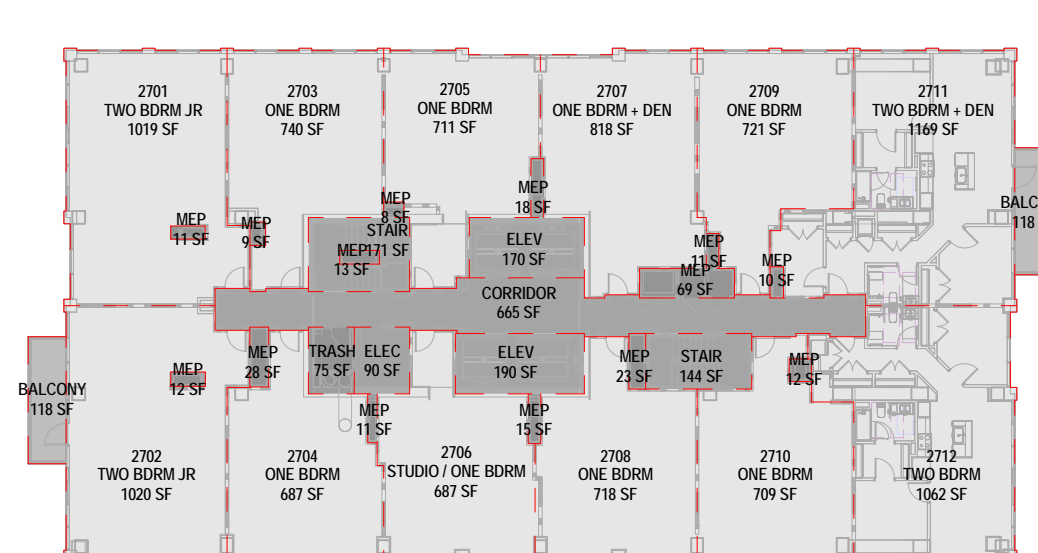 2701
TWO BDRM JR
1019 SF
2703
ONE BDRM
740 SF
2705
ONE BDRM
711 SF
2707
ONE BDRM + DEN
818 SF
2709
ONE BDRM
721 SF
2711
TWO BDRM + DEN
1169 SF
MEP
11 SF
MEP
9 SF
MEP
8 SF
STAIR
171 SF
MEP
13 SF
MEP
18 SF
ELEV
170 SF
MEP
11 SF
MEP
69 SF
MEP
10 SF
BALC
118
CORRIDOR
665 SF
BALCONY
118 SF
MEP
12 SF
MEP
28 SF
TRASH
75 SF
ELEC
90 SF
MEP
11 SF
ELEV
190 SF
MEP
15 SF
MEP
23 SF
STAIR
144 SF
MEP
12 SF
2702
TWO BDRM JR
1020 SF
2704
ONE BDRM
687 SF
2706
STUDIO / ONE BDRM
687 SF
2708
ONE BDRM
718 SF
2710
ONE BDRM
709 SF
2712
TWO BDRM
1062 SF